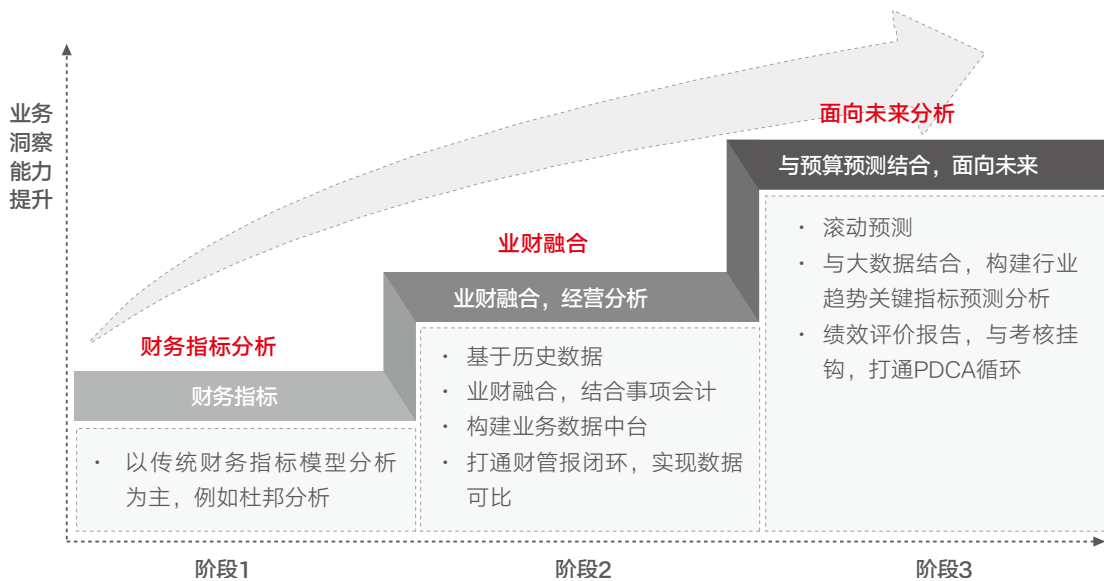 业务
洞察
能力
提升
财务指标分析
财务指标
· 以传统财务指标模型分析
为主，例如杜邦分析
业财融合
业财融合，经营分析
· 基于历史数据
· 业财融合，结合事项会计
· 构建业务数据中台
· 打通财管报闭环，实现数据
可比
面向未来分析
与预算预测结合，面向未来
· 滚动预测
· 与大数据结合，构建行业
趋势关键指标预测分析
· 绩效评价报告，与考核挂
钩，打通PDCA循环
阶段1
阶段2
阶段3